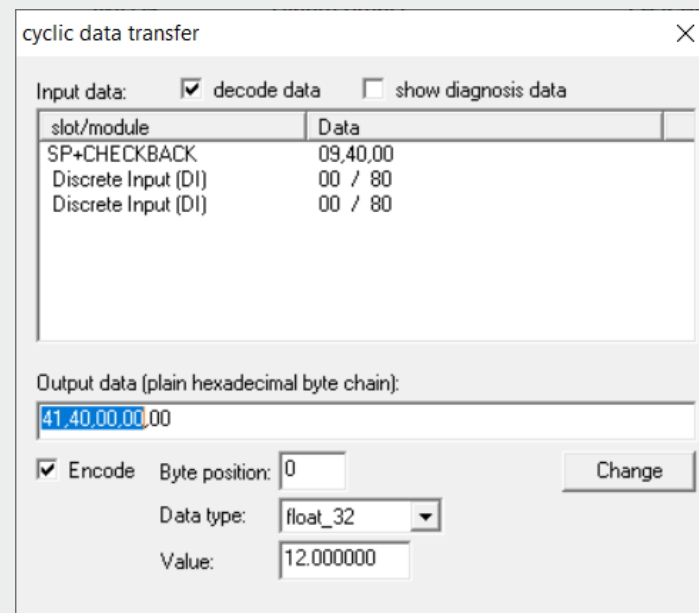 cyclic data transfer
Input data: decode data show diagnosis data
slot/module Data
SP+CHECKBACK 09,40,00
Discrete Input (DI) 00 / 80
Discrete Input (DI) 00 / 80
Output data (plain hexadecimal byte chain):
41,40,00,00,00
Encode Byte position: 0 Change
Data type: float_32
Value: 12.000000